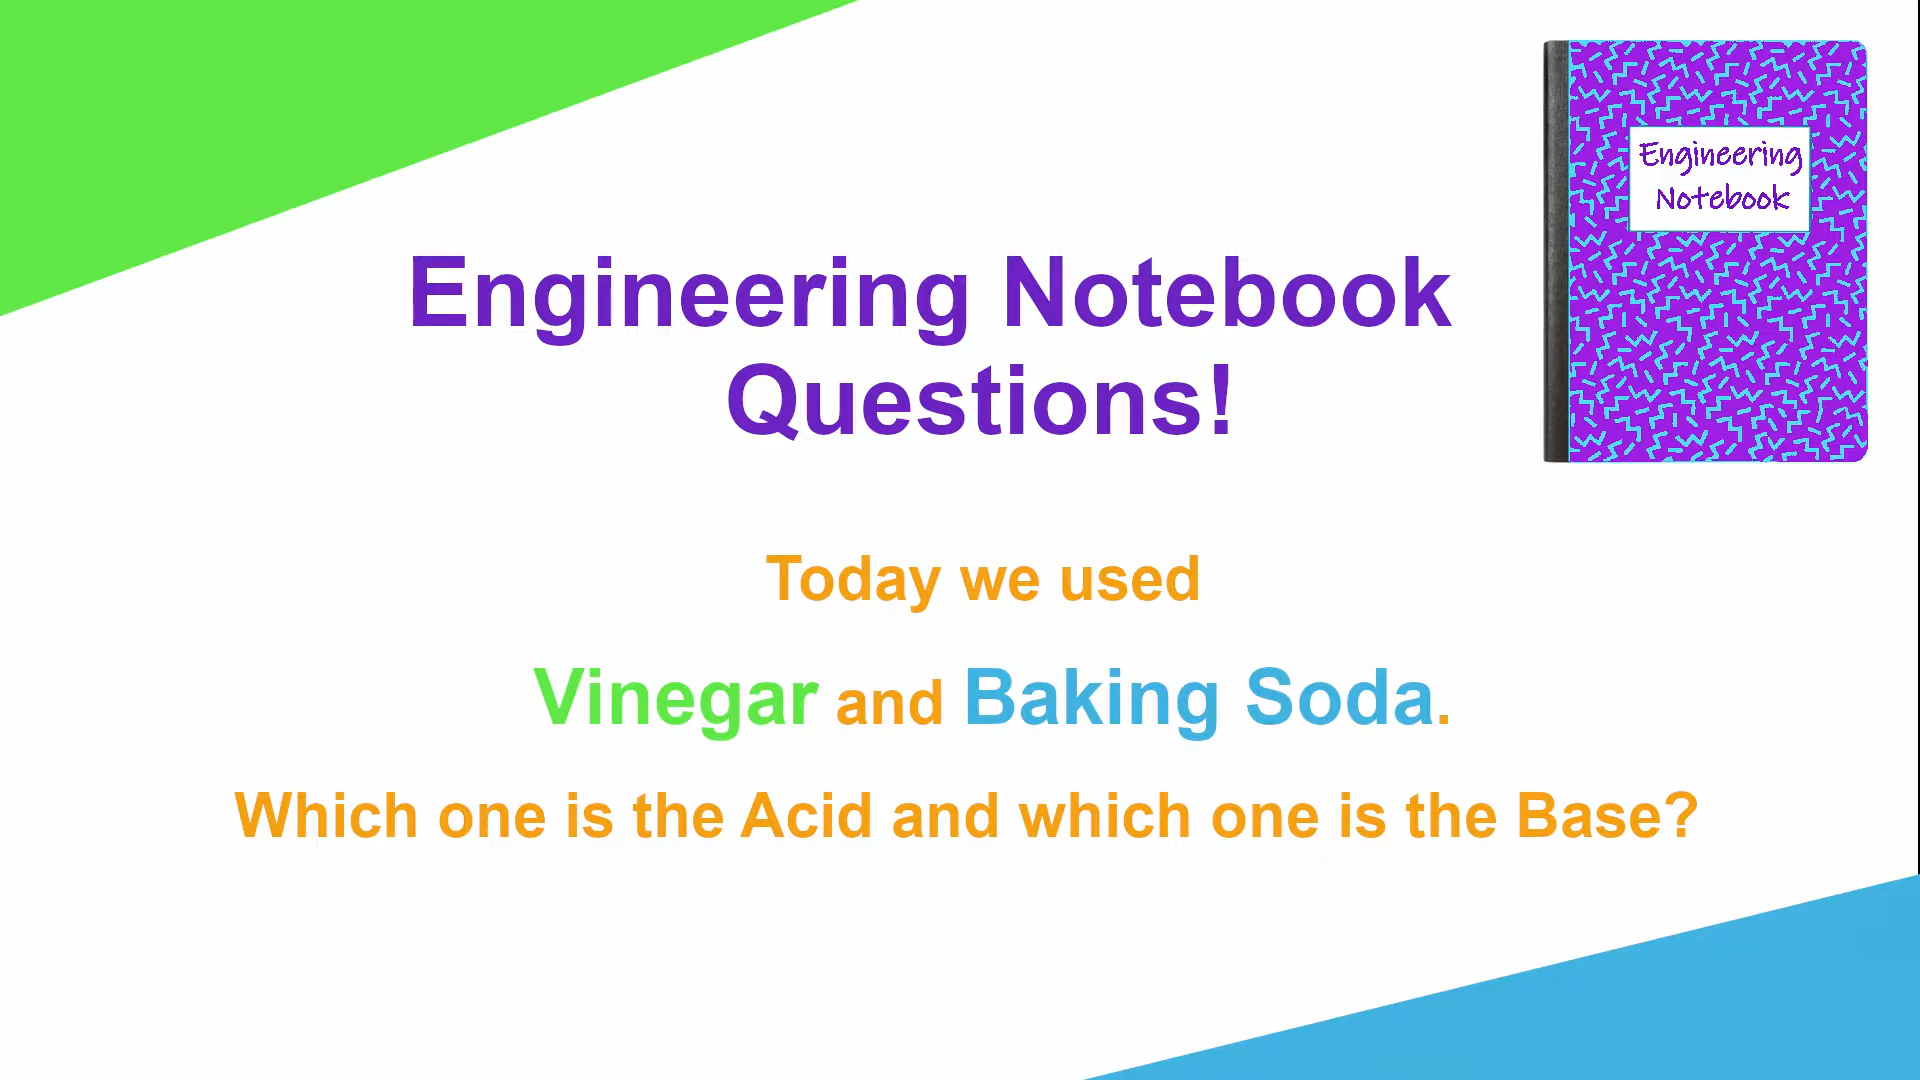 Engineering
Notebook
Engineering Notebook
Questions!
Today we used
Vinegar and Baking Soda.
Which one is the Acid and which one is the Base?